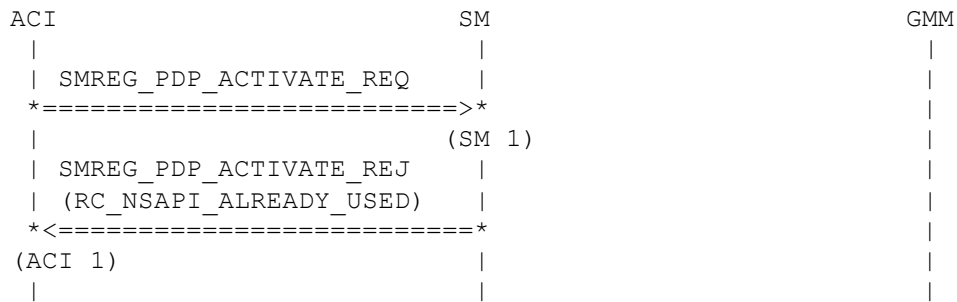 ACI SM GMM
| | |
| SMREG_PDP_ACTIVATE_REQ | |
*==========================>* |
| (SM 1) |
| SMREG_PDP_ACTIVATE_REJ | |
| (RC_NSAPI_ALREADY_USED) | |
*<==========================* |
(ACI 1) | |
| | |